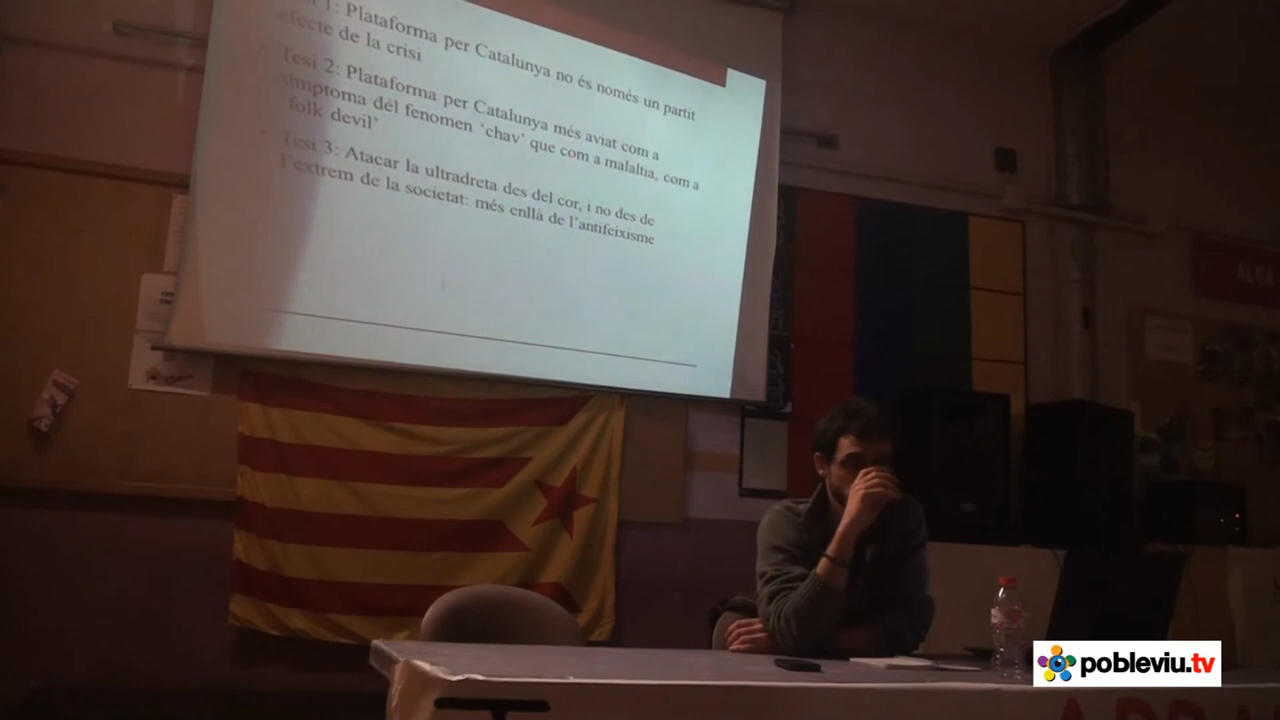 1: Plataforma per Catalunya no és només un partit
efecte de la crisi
Tesi 2: Plataforma per Catalunya més aviat com a
símptoma del fenomen 'chav' que com a malaltia, com a
'folk devil'
Tesi 3: Atacar la ultradreta des del cor, i no des de
l'extrem de la societat: més enllà de l'antifeixisme
pobleviu.tv